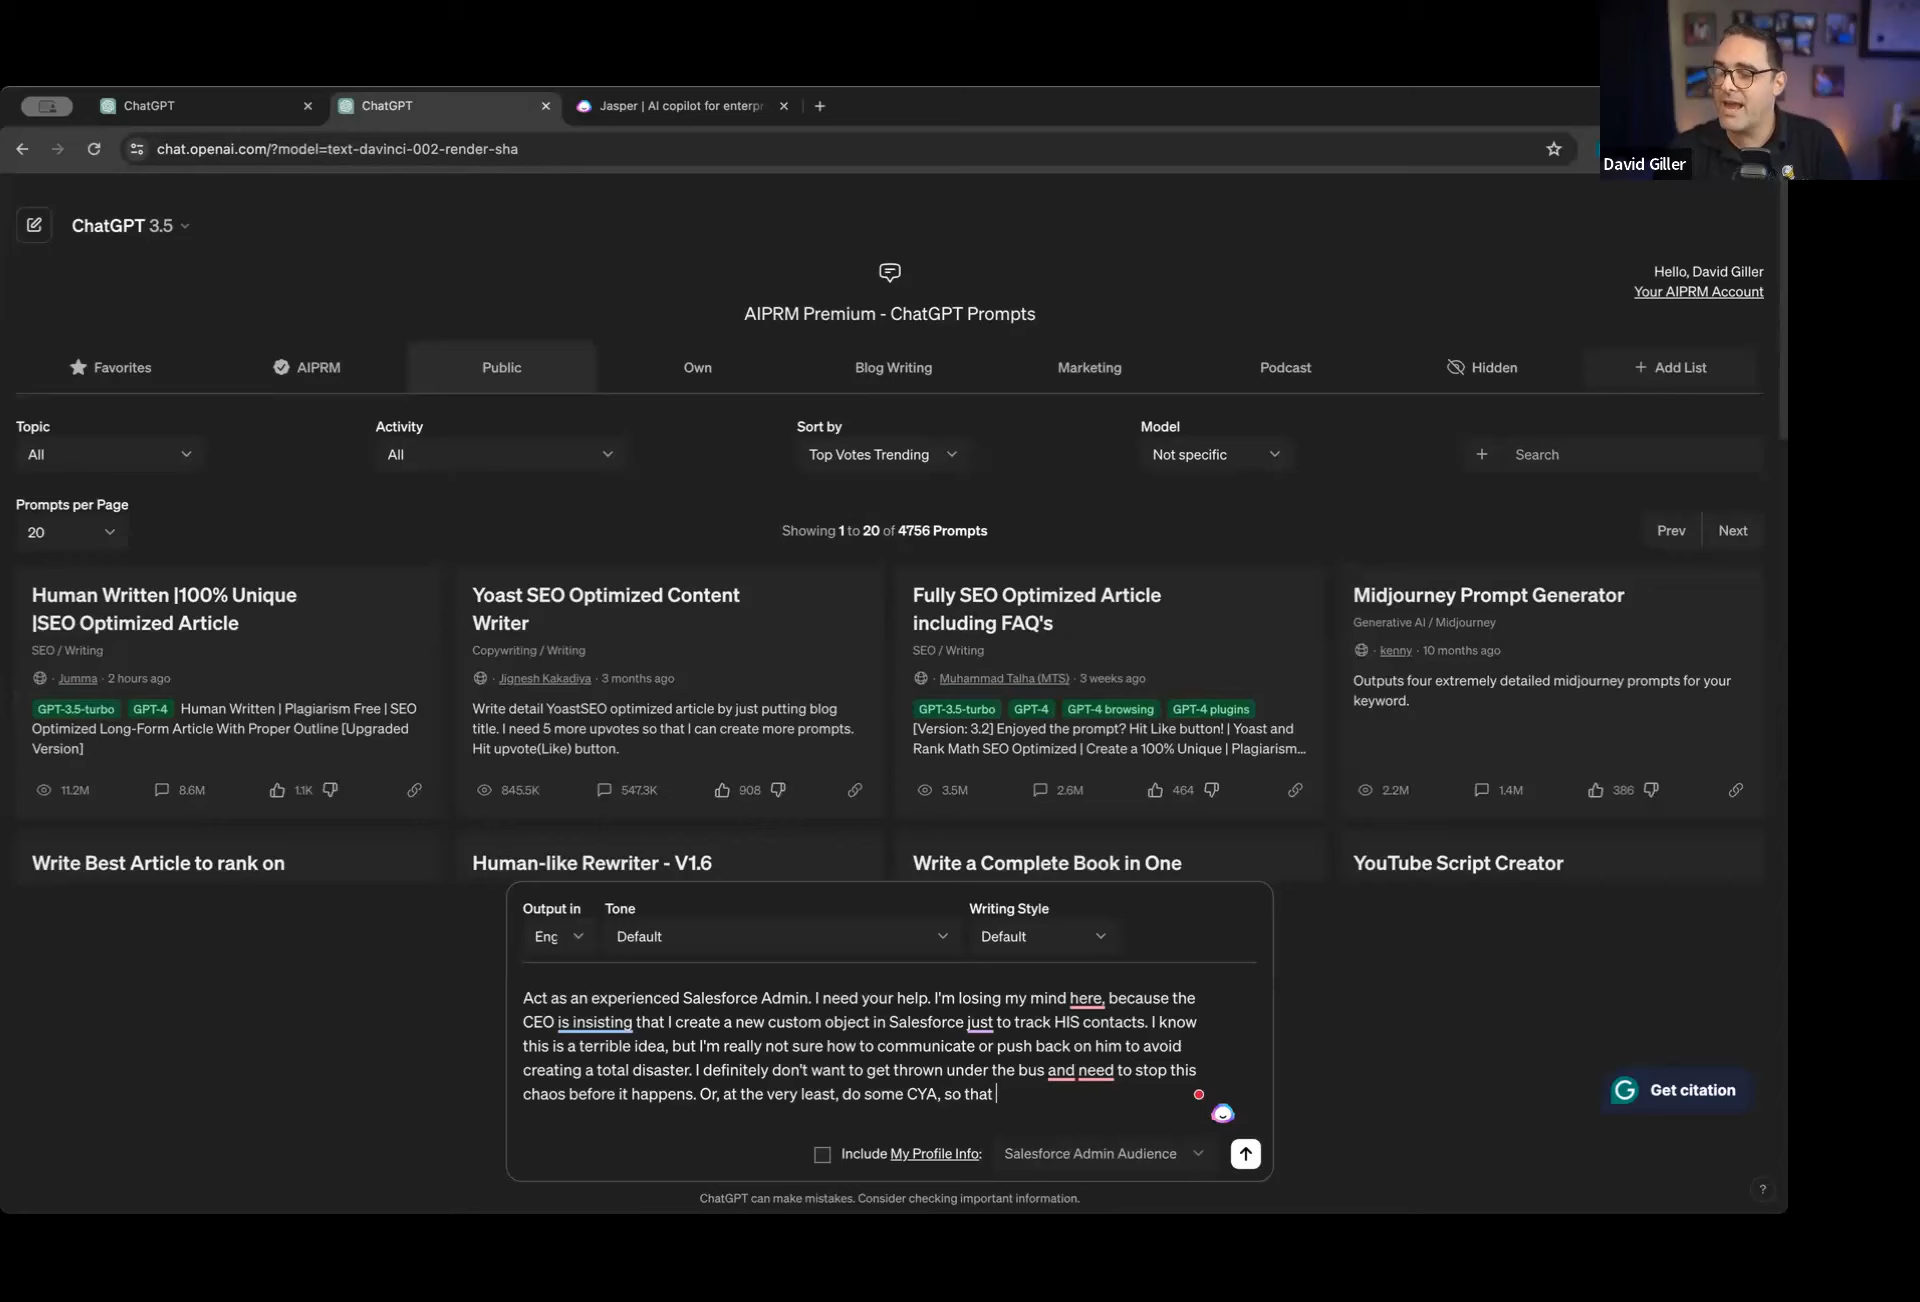 ChatGPT
ChatGPT
Jasper | AI copilot for enterpr
chat.openai.com/?model=text-davinci-002-render-sha
David Giller
ChatGPT 3.5
Hello, David Giller
Your AIPRM Account
AIPRM Premium - ChatGPT Prompts
Favorites
AIPRM
Public
Own
Blog Writing
Marketing
Podcast
Hidden
+ Add List
Topic
Activity
Sort by
Model
All
All
Top Votes Trending
Not specific
+
Search
Prompts per Page
20
Showing 1 to 20 of 4756 Prompts
Prev
Next
Human Written |100% Unique
|SEO Optimized Article
SEO / Writing
· Jumma · 2 hours ago
GPT-3.5-turbo GPT-4 Human Written | Plagiarism Free | SEO
Optimized Long-Form Article With Proper Outline [Upgraded
Version]
11.2M 8.6M 1.1K
Yoast SEO Optimized Content
Writer
Copywriting / Writing
· Jignesh Kakadiya · 3 months ago
Write detail YoastSEO optimized article by just putting blog
title. I need 5 more upvotes so that I can create more prompts.
Hit upvote(Like) button.
845.5K 547.3K 908
Fully SEO Optimized Article
including FAQ's
SEO / Writing
· Muhammad Talha (MTS) · 3 weeks ago
GPT-3.5-turbo GPT-4 GPT-4 browsing GPT-4 plugins
[Version: 3.2] Enjoyed the prompt? Hit Like button! | Yoast and
Rank Math SEO Optimized | Create a 100% Unique | Plagiarism...
3.5M 2.6M 464
Midjourney Prompt Generator
Generative AI / Midjourney
· kenny · 10 months ago
Outputs four extremely detailed midjourney prompts for your
keyword.
2.2M 1.4M 386
Write Best Article to rank on
Human-like Rewriter - V1.6
Write a Complete Book in One
YouTube Script Creator
Output in
Tone
Writing Style
Eng
Default
Default
Act as an experienced Salesforce Admin. I need your help. I'm losing my mind here, because the
CEO is insisting that I create a new custom object in Salesforce just to track HIS contacts. I know
this is a terrible idea, but I'm really not sure how to communicate or push back on him to avoid
creating a total disaster. I definitely don't want to get thrown under the bus and need to stop this
chaos before it happens. Or, at the very least, do some CYA, so that
Get citation
Include My Profile Info:
Salesforce Admin Audience
ChatGPT can make mistakes. Consider checking important information.
?